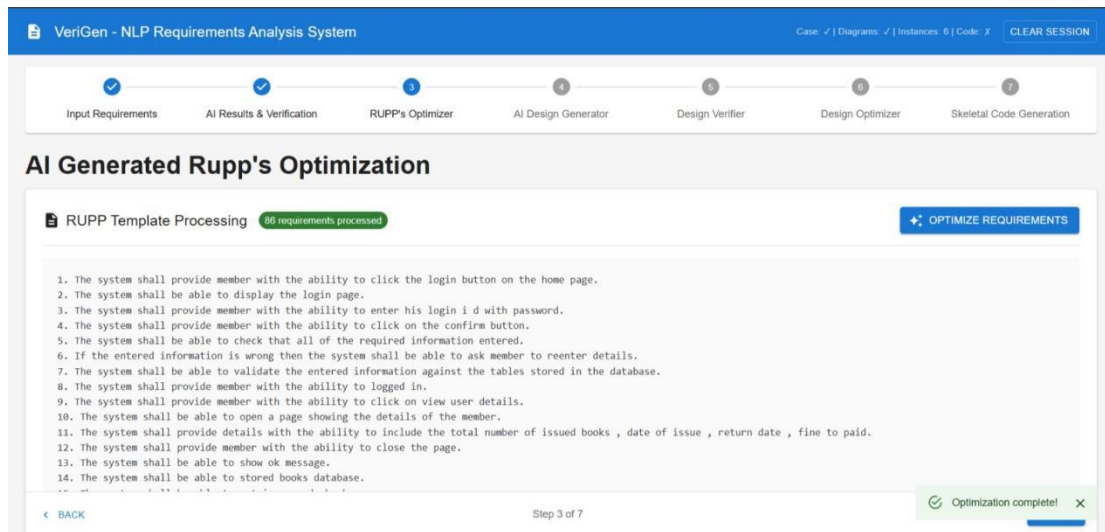 VeriGen - NLP Requirements Analysis System
Case: ✓ | Diagrams: ✓ | Instances: 6 | Code: ✗
CLEAR SESSION
3
4
5
6
7
Input Requirements
AI Results & Verification
RUPP's Optimizer
AI Design Generator
Design Verifier
Design Optimizer
Skeletal Code Generation
AI Generated Rupp's Optimization
RUPP Template Processing
86 requirements processed
OPTIMIZE REQUIREMENTS
1. The system shall provide member with the ability to click the login button on the home page.
2. The system shall be able to display the login page.
3. The system shall provide member with the ability to enter his login i d with password.
4. The system shall provide member with the ability to click on the confirm button.
5. The system shall be able to check that all of the required information entered.
6. If the entered information is wrong then the system shall be able to ask member to reenter details.
7. The system shall be able to validate the entered information against the tables stored in the database.
8. The system shall provide member with the ability to logged in.
9. The system shall provide member with the ability to click on view user details.
10. The system shall be able to open a page showing the details of the member.
11. The system shall provide details with the ability to include the total number of issued books , date of issue , return date , fine to paid.
12. The system shall provide member with the ability to close the page.
13. The system shall be able to show ok message.
14. The system shall be able to stored books database.
BACK
Step 3 of 7
Optimization complete!